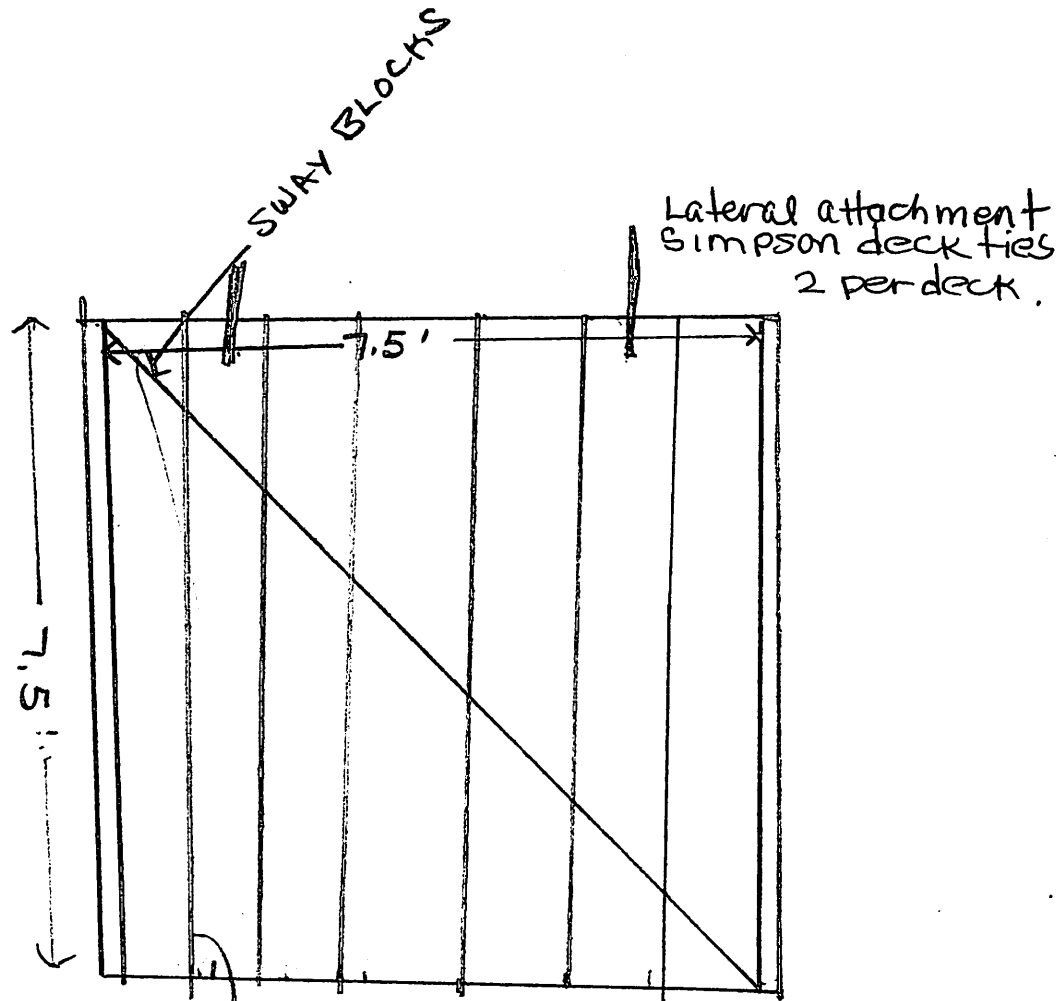 SWAY BLOCKS
Lateral attachment
Simpson deck ties
2 per deck.
7.5'
7.5'